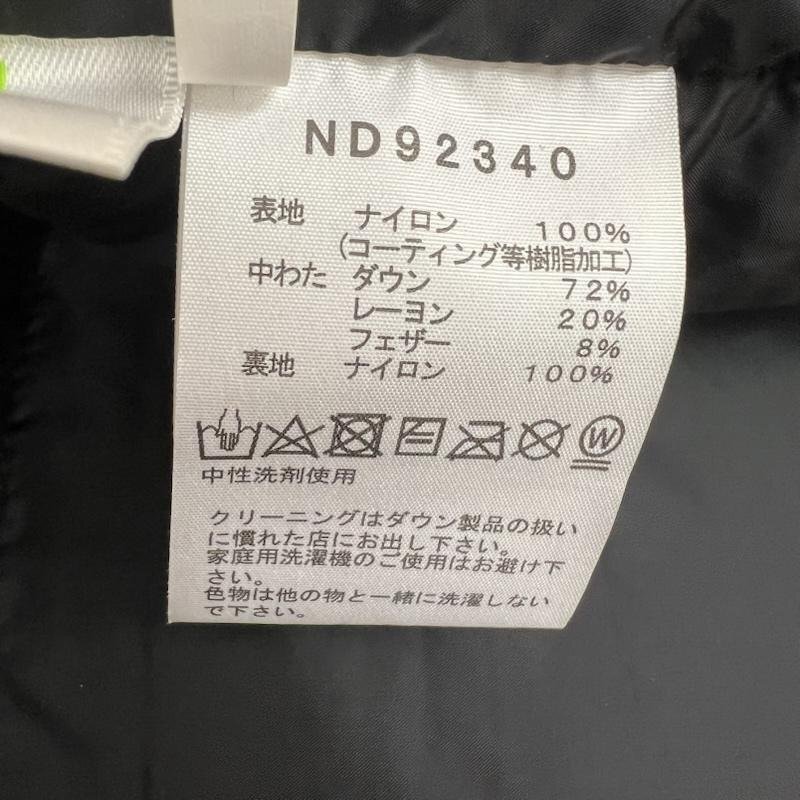 ND92340
表地 ナイロン 100%
(コーティング等樹脂加工)
中わた ダウン 72%
レーヨン 20%
フェザー 8%
裏地 ナイロン 100%
W
中性洗剤使用
クリーニングはダウン製品の扱い
に慣れた店にお出し下さい。
家庭用洗濯機のご使用はお避け下
さい。
色物は他の物と一緒に洗濯しない
で下さい。